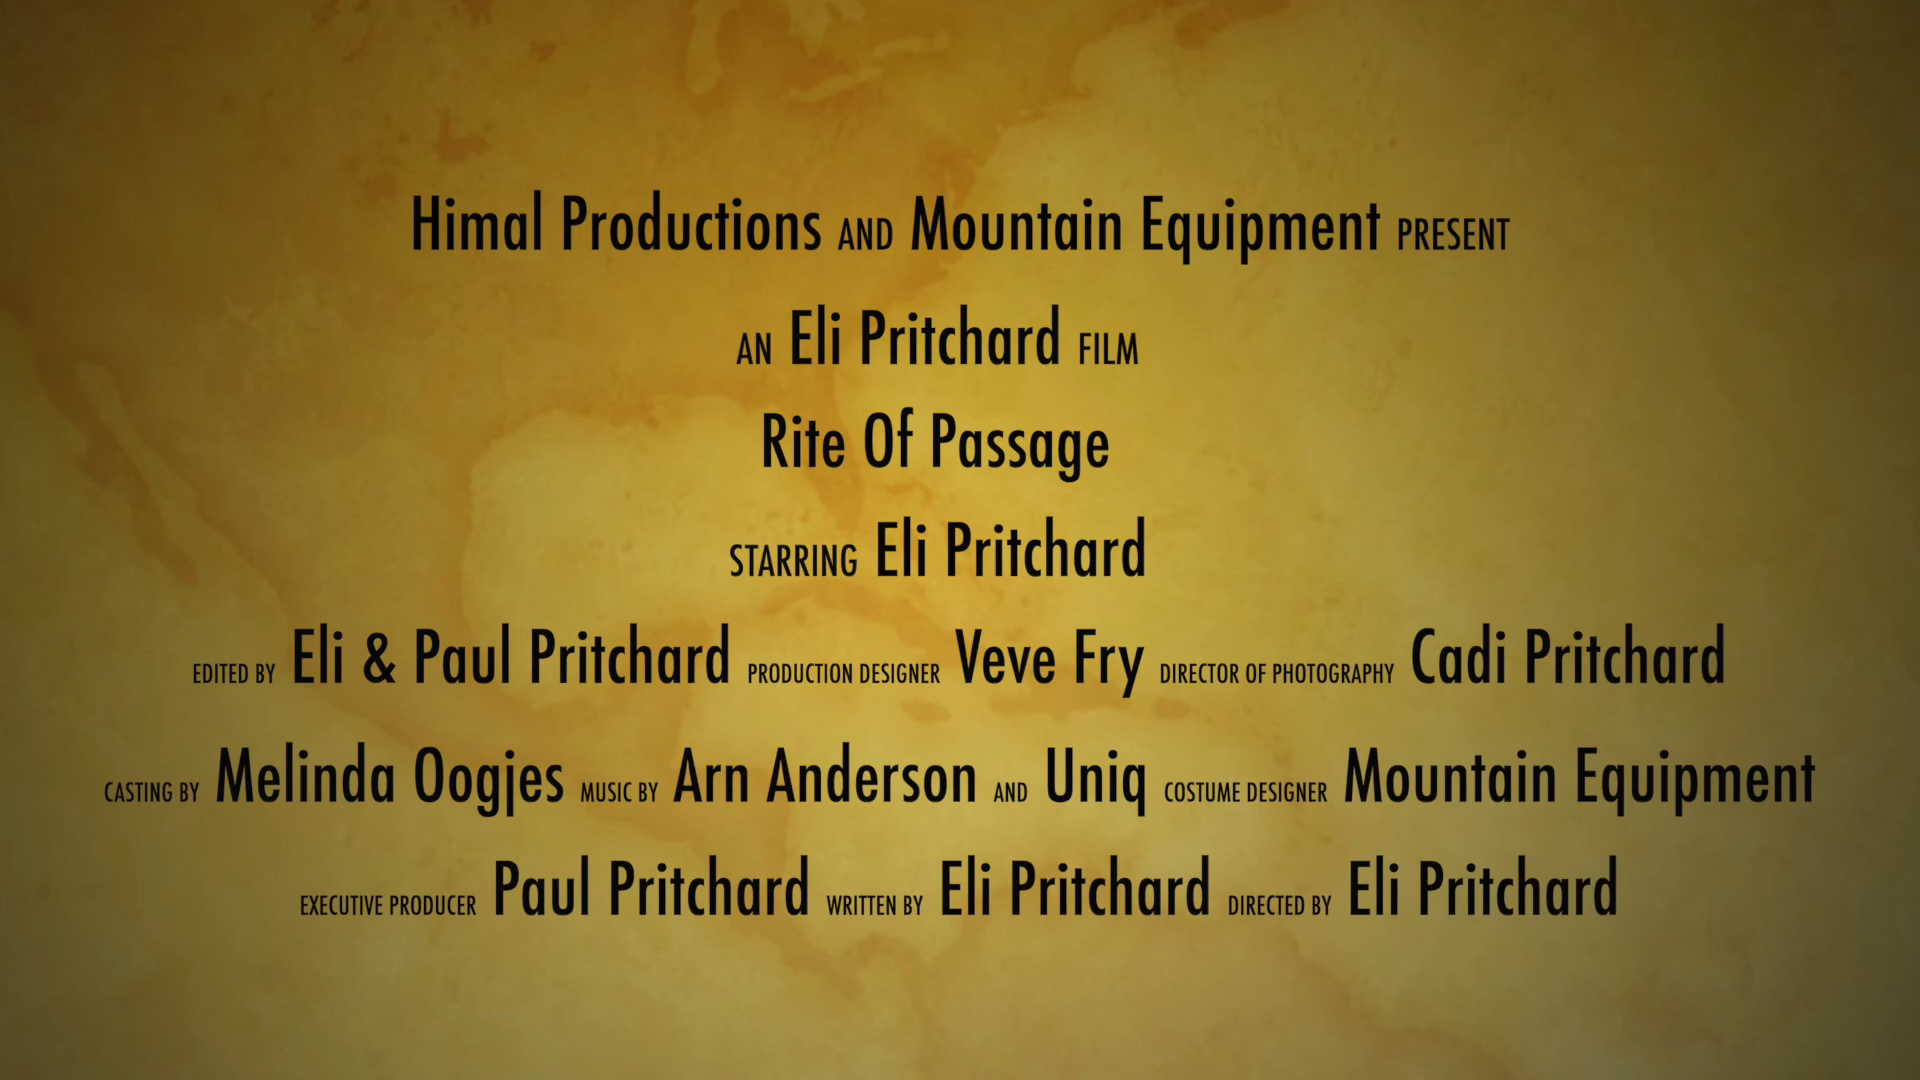 Himal Productions AND Mountain Equipment PRESENT
AN Eli Pritchard FILM
Rite Of Passage
STARRING Eli Pritchard
EDITED BY Eli & Paul Pritchard PRODUCTION DESIGNER Veve Fry DIRECTOR OF PHOTOGRAPHY Cadi Pritchard
CASTING BY Melinda Oogjes MUSIC BY Arn Anderson AND Uniq COSTUME DESIGNER Mountain Equipment
EXECUTIVE PRODUCER Paul Pritchard WRITTEN BY Eli Pritchard DIRECTED BY Eli Pritchard